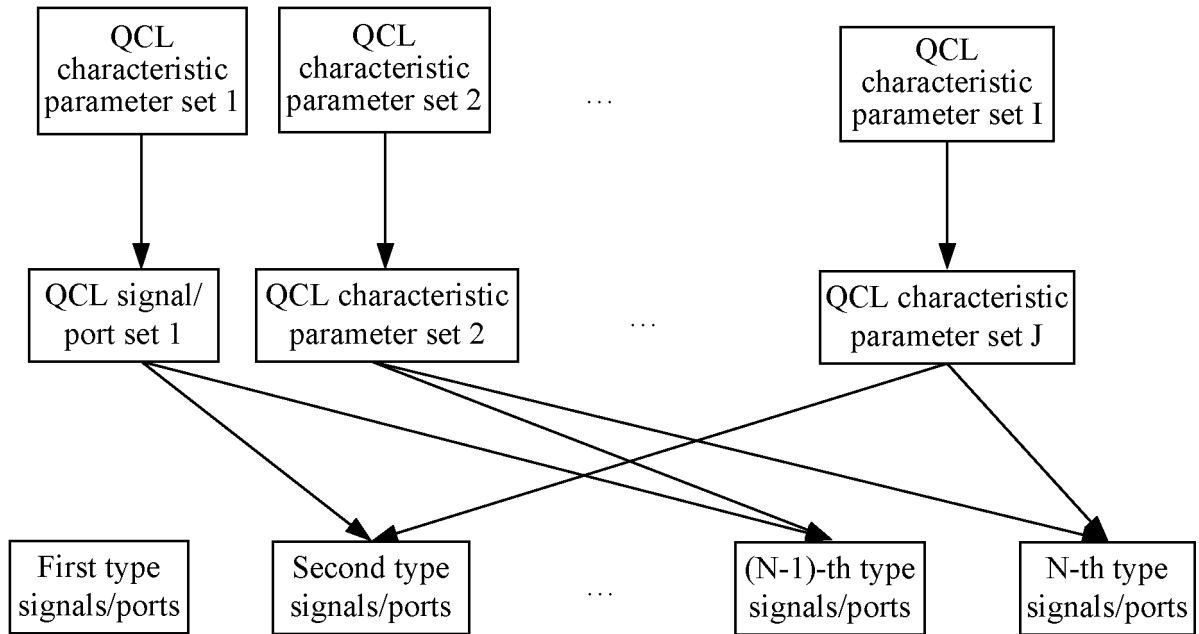 QCL
characteristic
parameter set 1
QCL
characteristic
parameter set 2
...
QCL
characteristic
parameter set I
QCL signal/
port set 1
QCL characteristic
parameter set 2
...
QCL characteristic
parameter set J
First type
signals/ports
Second type
signals/ports
...
(N-1)-th type
signals/ports
N-th type
signals/ports